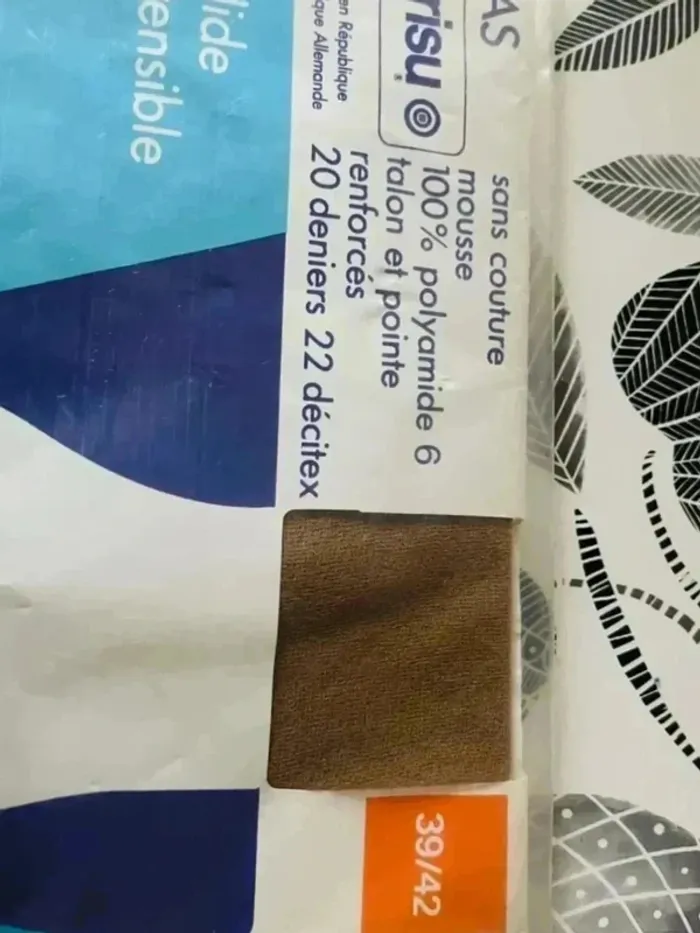 AS
risu
en République
que Allemande
sans couture
mousse
100% polyamide 6
talon et pointe
renforcés
20 deniers 22 décitex
lide
ensible
39/42